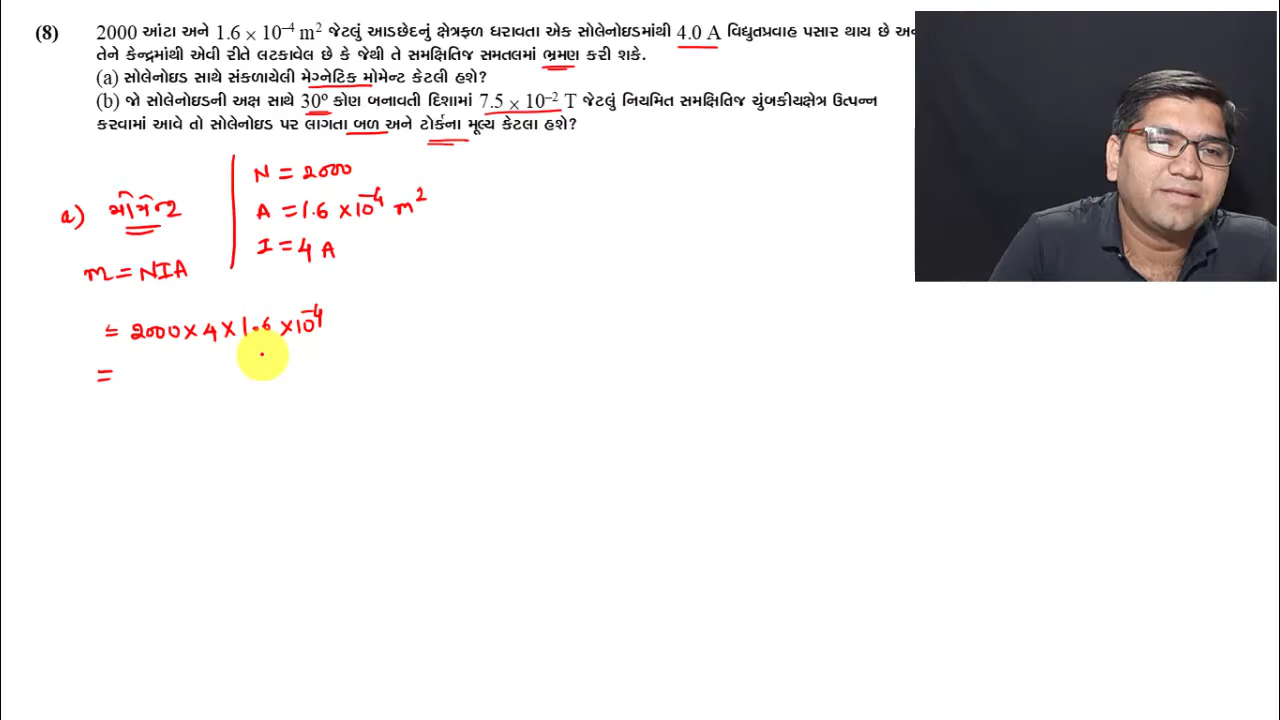 (8) 2000 આંટા અને 1.6 × 10⁻⁴ m² જેટલું આડછેદનું ક્ષેત્રફળ ધરાવતા એક સોલેનોઇડમાંથી 4.0 A વિદ્યુતપ્રવાહ પસાર થાય છે
તેને કેન્દ્રમાંથી એવી રીતે લટકાવેલ છે કે જેથી તે સમક્ષિતિજ સમતલમાં ભ્રમણ કરી શકે.
(a) સોલેનોઇડ સાથે સંકળાયેલી મેગ્નેટિક મોમેન્ટ કેટલી હશે?
(b) જો સોલેનોઇડની અક્ષ સાથે 30° કોણ બનાવતી દિશામાં 7.5 × 10⁻² T જેટલું નિયમિત સમક્ષિતિજ ચુંબકીયક્ષેત્ર ઉત્પન્ન
કરવામાં આવે તો સોલેનોઇડ પર લાગતા બળ અને ટોર્કના મૂલ્ય કેટલા હશે?
N = 2000
A = 1.6 × 10⁻⁴ m²
I = 4 A
a)
m = NIA
= 2000 × 4 × 1.6 × 10⁻⁴
=